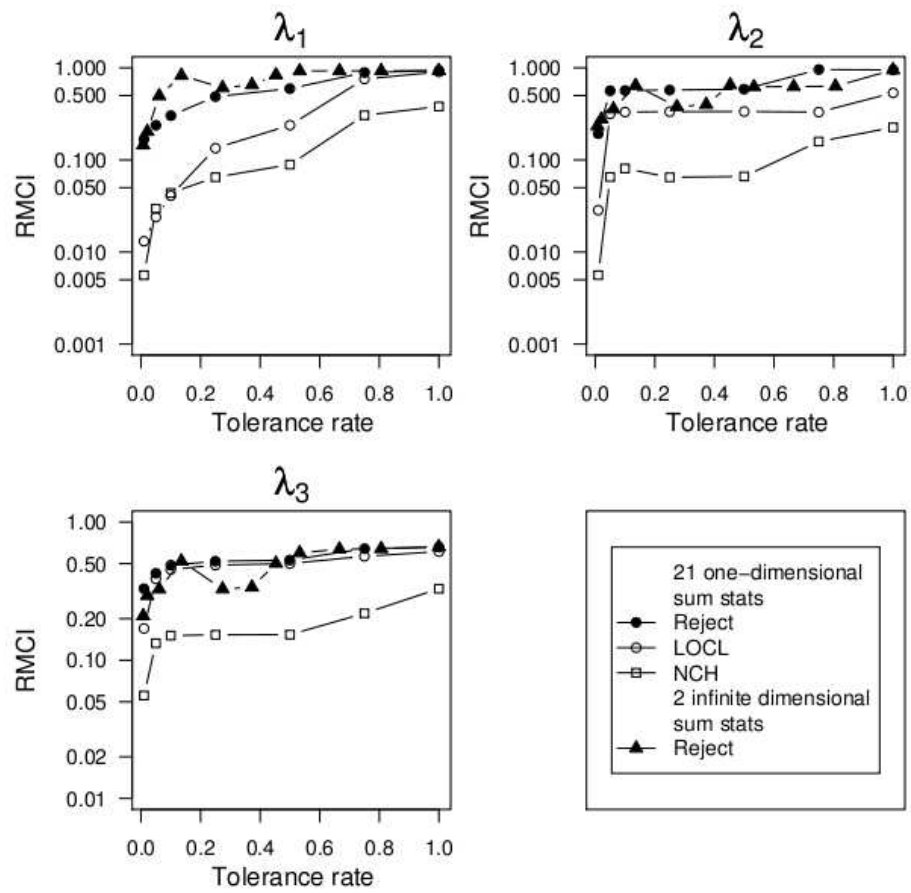 λ1
RMCI
1.000
0.500
0.100
0.050
0.010
0.005
0.001
0.0 0.2 0.4 0.6 0.8 1.0
Tolerance rate
λ2
RMCI
1.000
0.500
0.100
0.050
0.010
0.005
0.001
0.0 0.2 0.4 0.6 0.8 1.0
Tolerance rate
λ3
RMCI
1.00
0.50
0.20
0.10
0.05
0.02
0.01
0.0 0.2 0.4 0.6 0.8 1.0
Tolerance rate
21 one−dimensional
sum stats
Reject
LOCL
NCH
2 infinite dimensional
sum stats
Reject